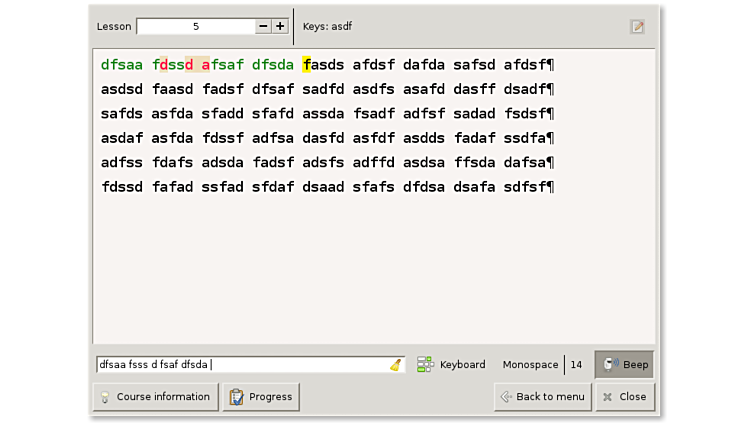 Lesson 5 − + Keys: asdf
dfsaa fdssd afsaf dfsda fasds afdsf dafda safsd afdsf¶
asdsd faasd fadsf dfsaf sadfd asdfs asafd dasff dsadf¶
safds asfda sfadd sfafd assda fsadf adfsf sadad fsdsf¶
asdaf asfda fdssf adfsa dasfd asfdf asdds fadaf ssdfa¶
adfss fdafs adsda fadsf adsfs adffd asdsa ffsda dafsa¶
fdssd fafad ssfad sfdaf dsaad sfafs dfdsa dsafa sdfsf¶
dfsaa fsss d fsaf dfsda
Keyboard Monospace 14 Beep
Course information Progress Back to menu Close